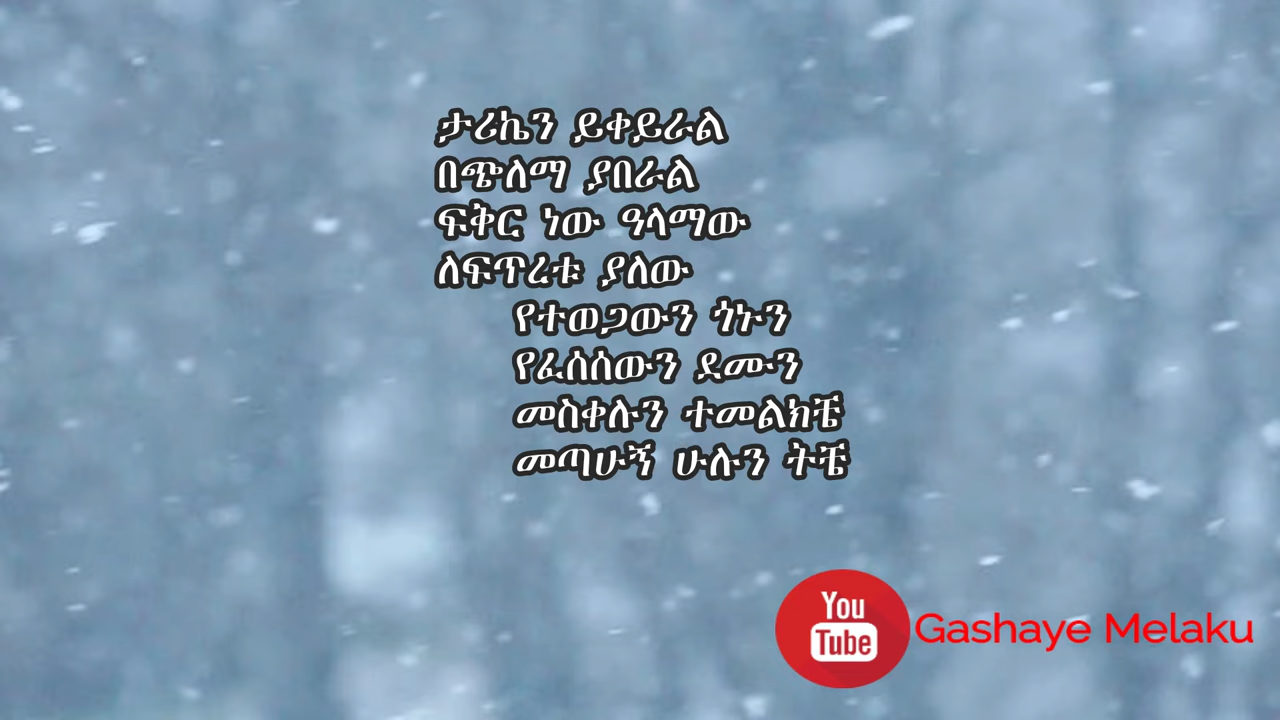 ታሪኬን ይቀይራል
በጭለማ ያበራል
ፍቅር ነው ዓላማው
ለፍጥረቱ ያለው
የተወጋውን ጎኑን
የፈሰሰውን ደሙን
መስቀሉን ተመልክቼ
መጣሁኝ ሁሉን ትቼ
You
Tube
Gashaye Melaku